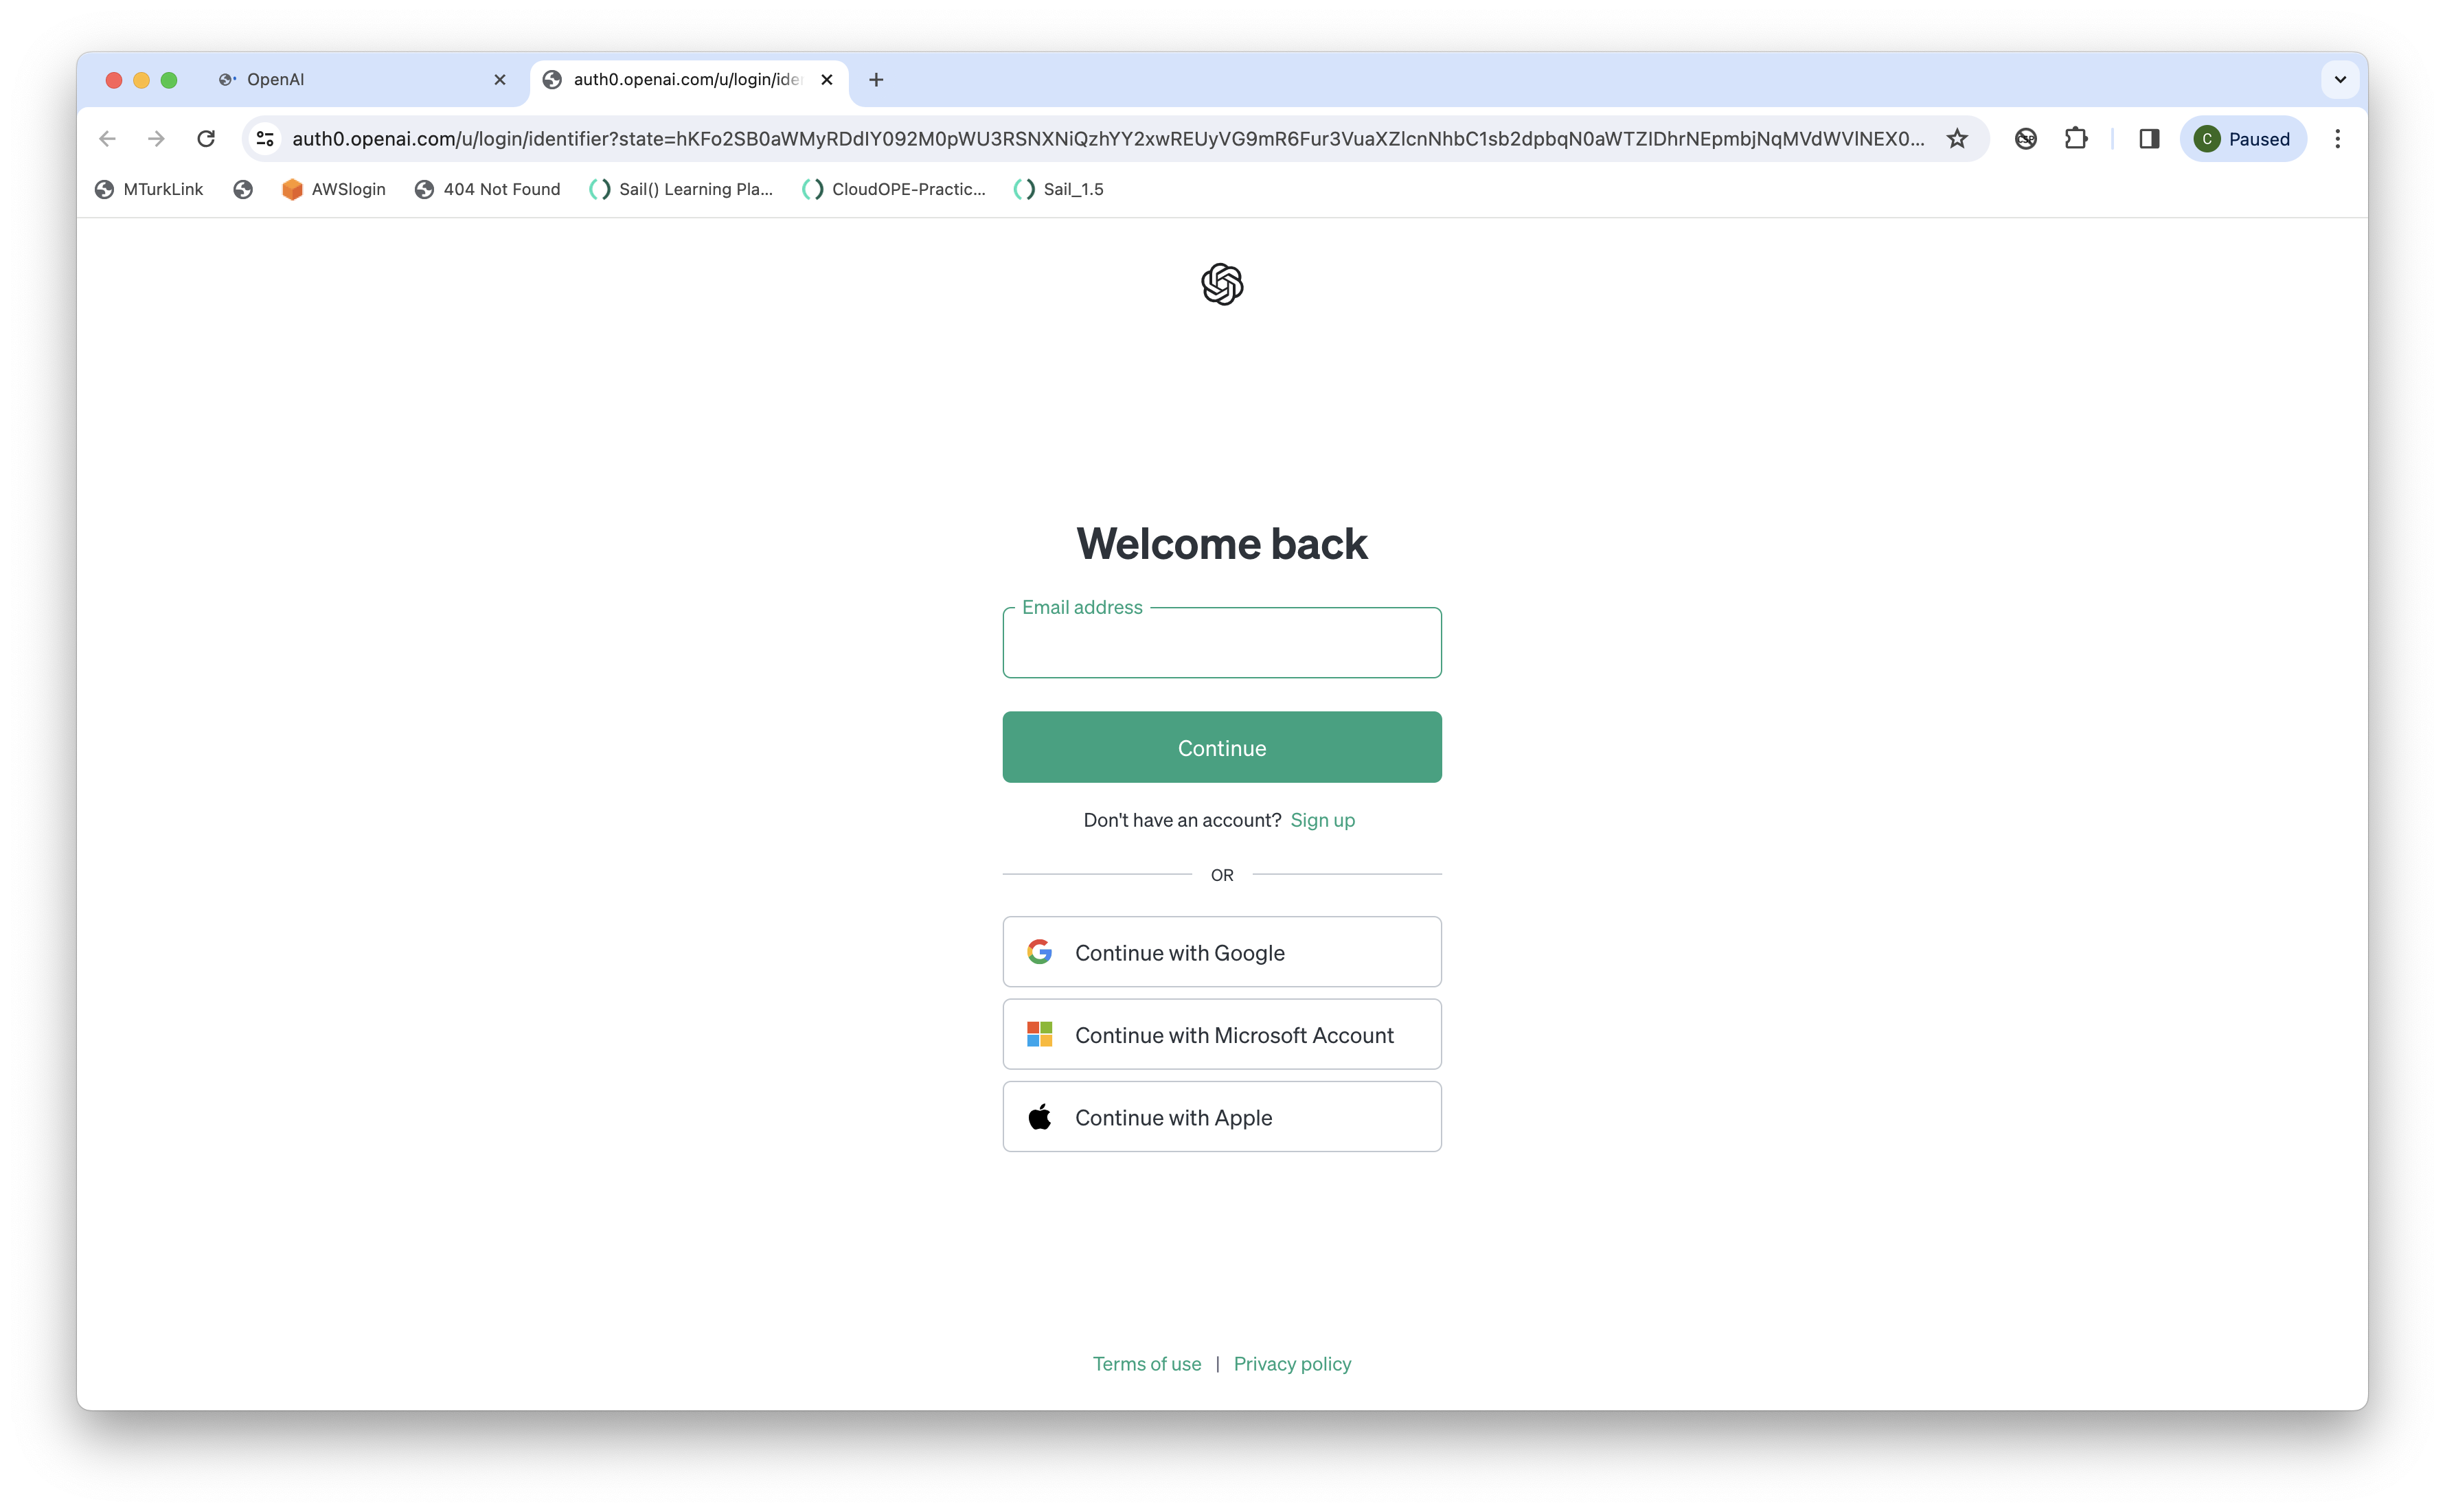 OpenAI
auth0.openai.com/u/login/ide
auth0.openai.com/u/login/identifier?state=hKFo2SB0aWMyRDdIY092M0pWU3RSNXNiQzhYY2xwREUyVG9mR6Fur3VuaXZlcnNhbC1sb2dpbqN0aWTZIDhrNEpmbjNqMVdWVlNEX0...
C Paused
MTurkLink
AWSlogin
404 Not Found
Sail() Learning Pla...
CloudOPE-Practic...
Sail_1.5
Welcome back
Email address
Continue
Don't have an account? Sign up
OR
Continue with Google
Continue with Microsoft Account
Continue with Apple
Terms of use | Privacy policy